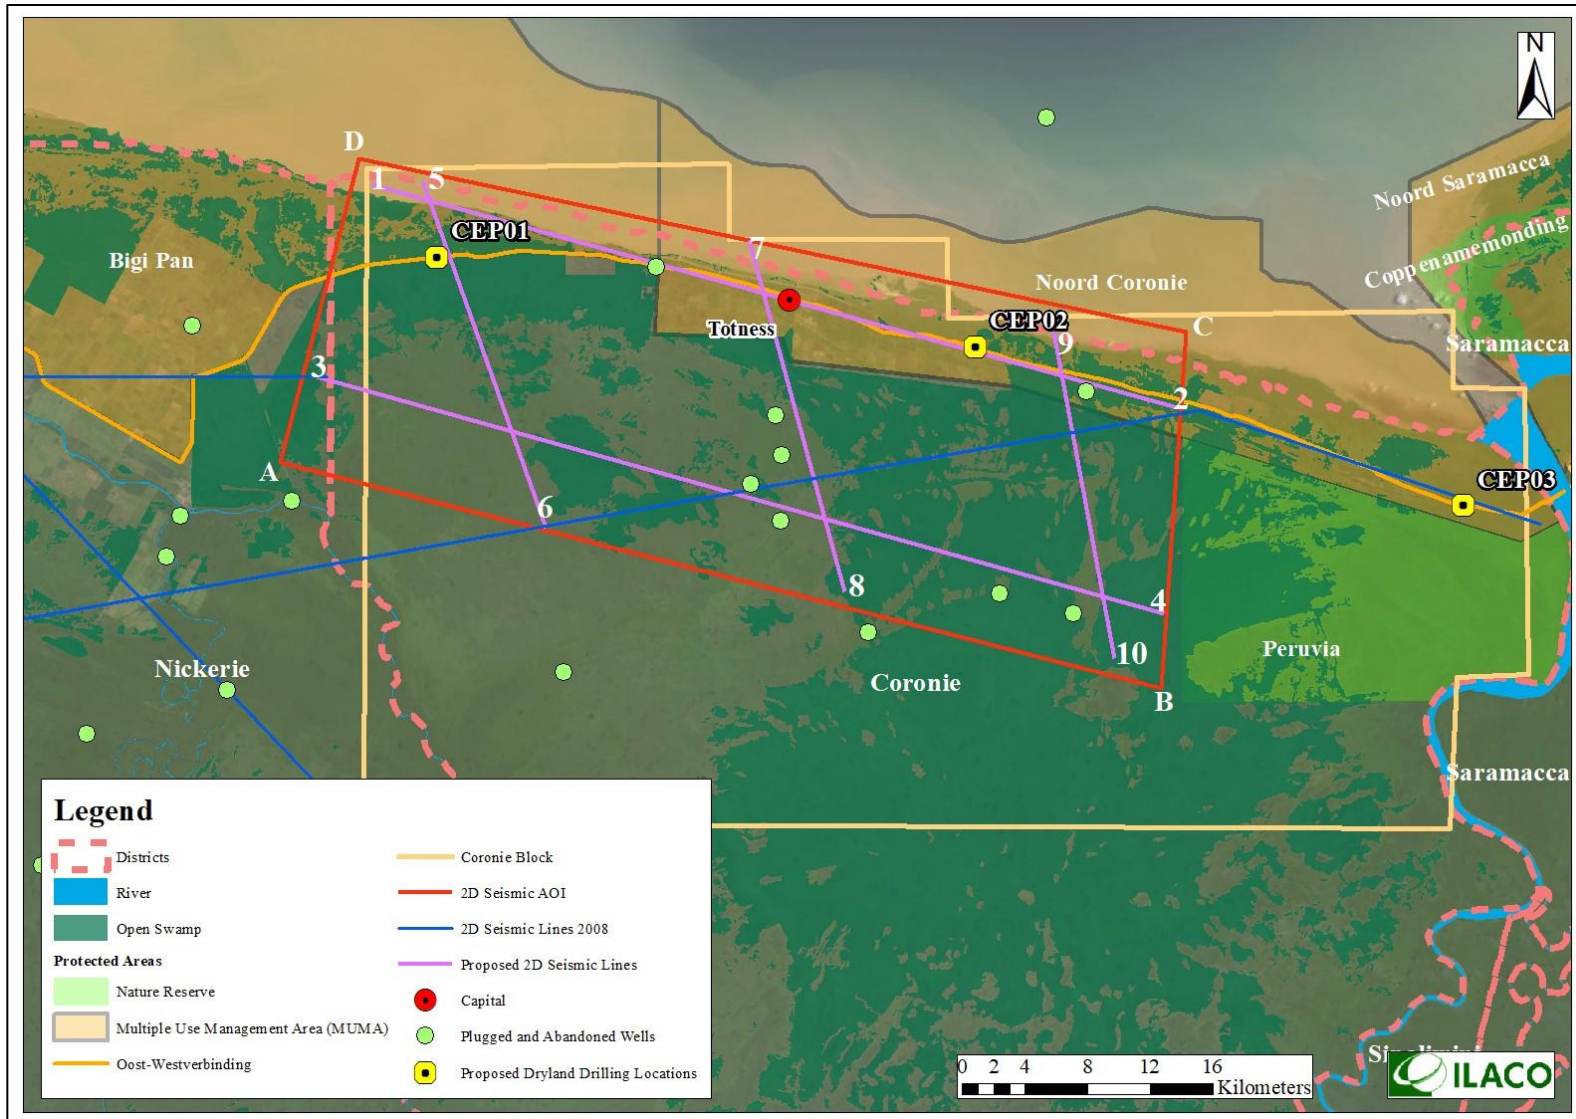 N
D
1
5
CEP01
Bigi Pan
7
Noord Saramacca
Coppenamemonding
Noord Coronie
C
CEP02
Totness
9
Saramacca
3
2
A
CEP03
6
8
4
10
Peruvia
Nickerie
Coronie
B
Saramacca
Legend
Districts
River
Open Swamp
Protected Areas
Nature Reserve
Multiple Use Management Area (MUMA)
Oost-Westverbinding
Coronie Block
2D Seismic AOI
2D Seismic Lines 2008
Proposed 2D Seismic Lines
Capital
Plugged and Abandoned Wells
Proposed Dryland Drilling Locations
0 2 4 8 12 16
Kilometers
ILACO